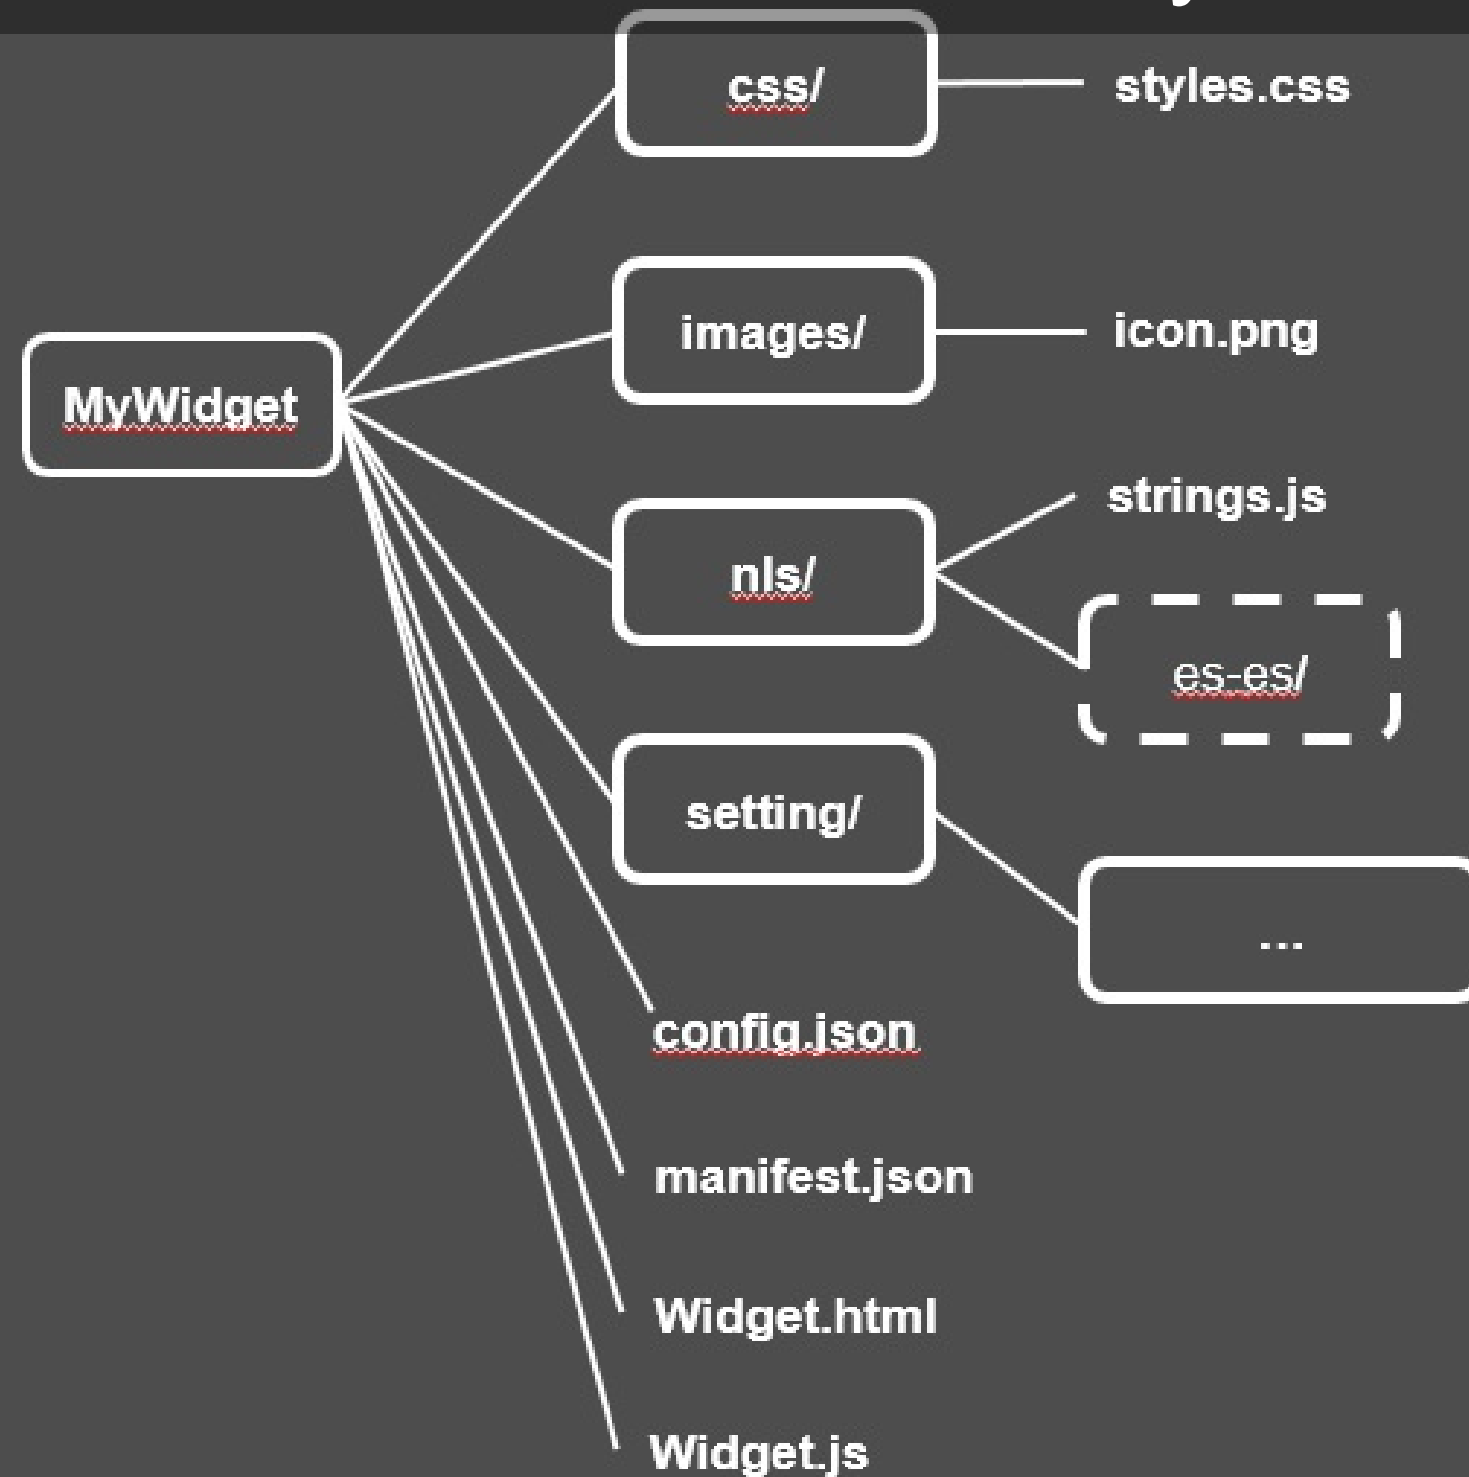 css/
styles.css
images/
icon.png
MyWidget
strings.js
nls/
es-es/
setting/
...
config.json
manifest.json
Widget.html
Widget.js